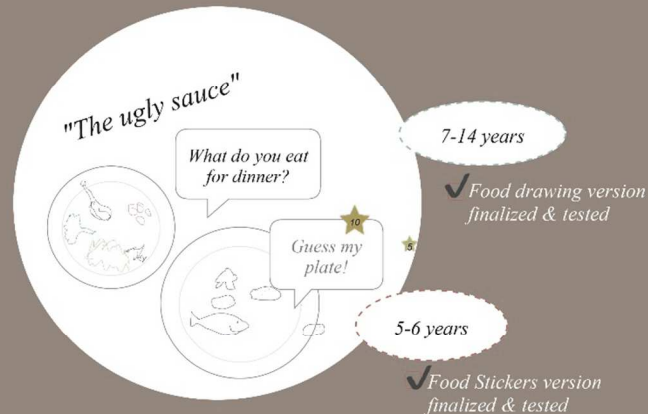 "The ugly sauce"
What do you eat
for dinner?
10
Guess my
plate!
5
7-14 years
Food drawing version
finalized & tested
5-6 years
Food Stickers version
finalized & tested